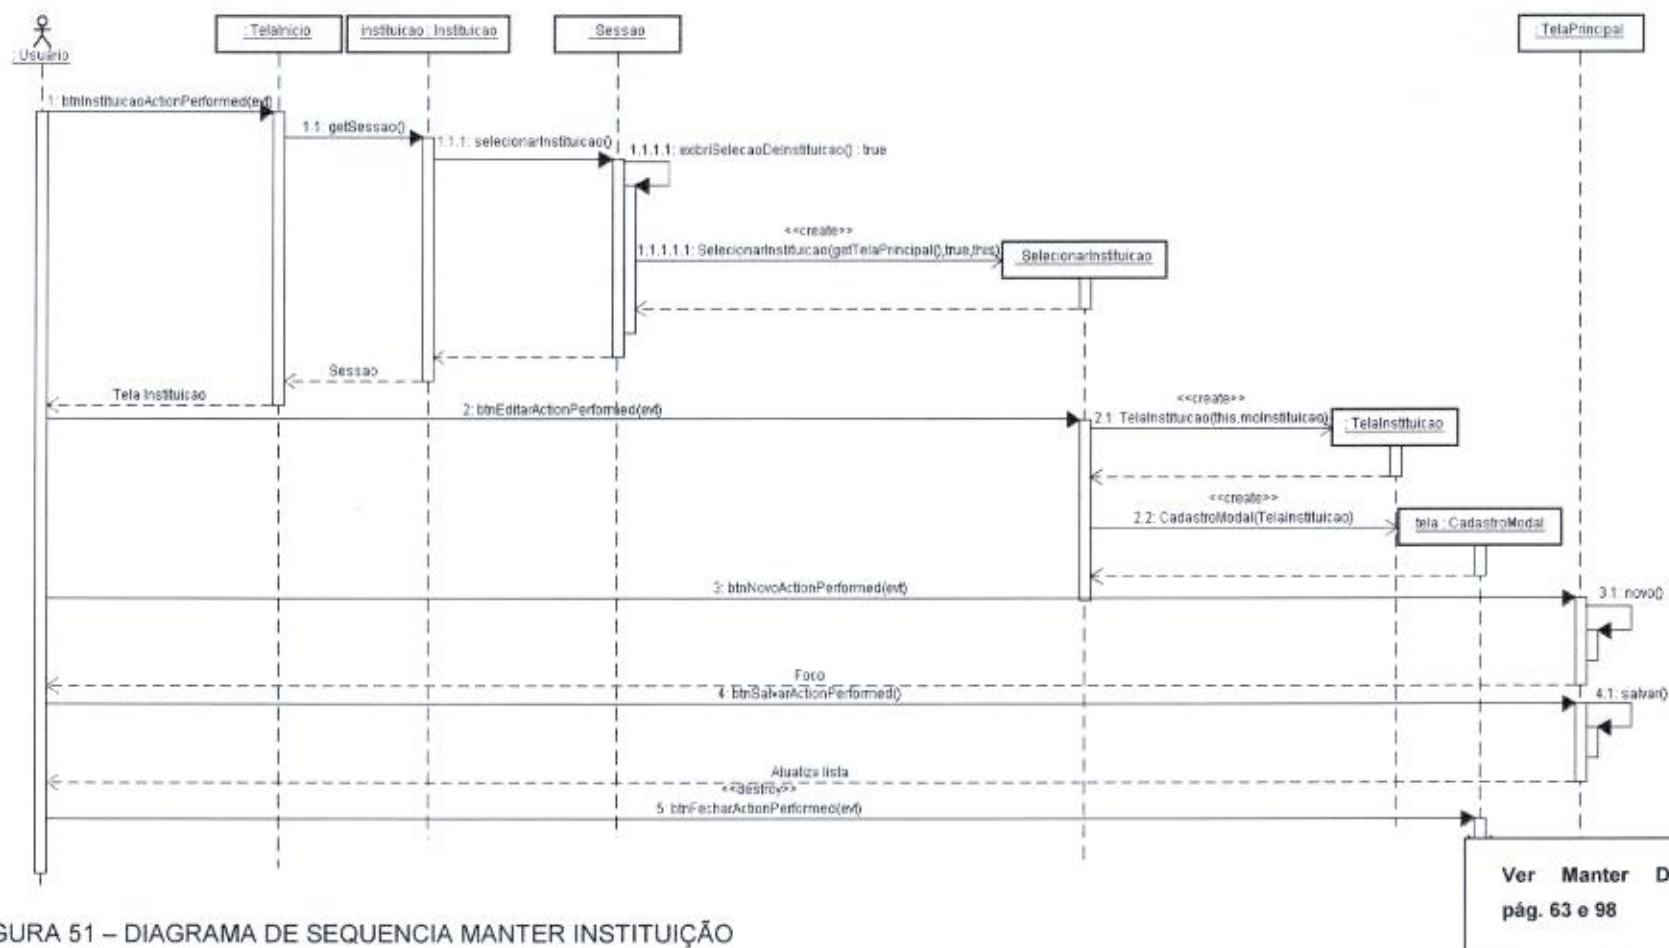 : Usuário
: TelaInicio
instituicao : Instituicao
: Sessao
: TelaPrincipal
1: btnInstituicaoActionPerformed(evt)
1.1: getSessao()
1.1.1: selecionarInstituicao()
1.1.1.1: exibriSelecaoDeInstituicao() : true
<<create>>
1.1.1.1.1: SelecionarInstituicao(getTelaPrincipal(),true,this)
: SelecionarInstituicao
Sessao
Tela Instituicao
2: btnEditarActionPerformed(evt)
<<create>>
2.1: TelaInstituicao(this.moInstituicao)
: TelaInstituicao
<<create>>
2.2: CadastroModal(TelaInstituicao)
tela : CadastroModal
3: btnNovoActionPerformed(evt)
3.1: novo()
Foco
4: btnSalvarActionPerformed()
4.1: salvar()
Atualiza lista
<<destroy>>
5: btnFecharActionPerformed(evt)
Ver Manter D
pág. 63 e 98
GURA 51 – DIAGRAMA DE SEQUENCIA MANTER INSTITUIÇÃO